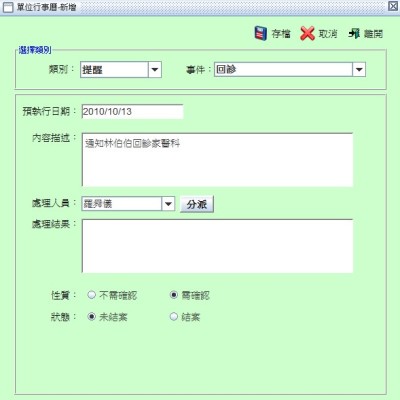 單位行事曆-新增
存檔 取消 離開
選擇類別
類別： 提醒 事件： 回診
預執行日期： 2010/10/13
內容描述： 通知林伯伯回診家醫科
處理人員： 羅舜儀 分派
處理結果：
性質： 不需確認 需確認
狀態： 未結案 結案